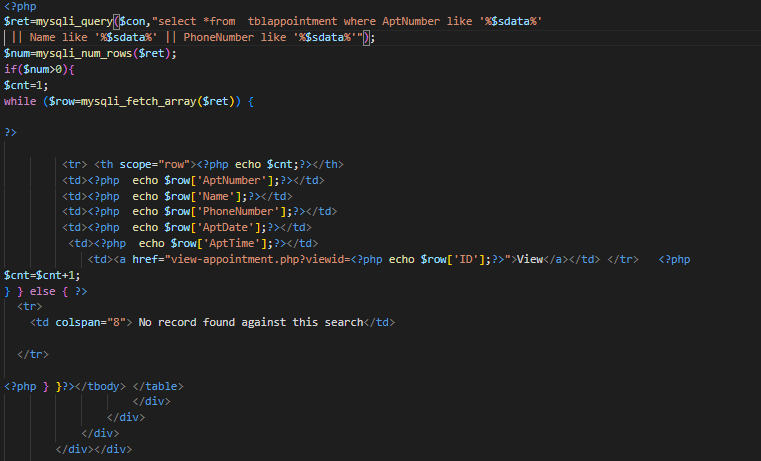 <?php
$ret=mysqli_query($con,"select *from  tblappointment where AptNumber like '%$sdata%'
 || Name like '%$sdata%' || PhoneNumber like '%$sdata%'");
$num=mysqli_num_rows($ret);
if($num>0){
$cnt=1;
while ($row=mysqli_fetch_array($ret)) {
?>
<tr> <th scope="row"><?php echo $cnt;?></th>
<td><?php  echo $row['AptNumber'];?></td>
<td><?php  echo $row['Name'];?></td>
<td><?php  echo $row['PhoneNumber'];?></td>
<td><?php  echo $row['AptDate'];?></td>
<td><?php  echo $row['AptTime'];?></td>
<td><a href="view-appointment.php?viewid=<?php echo $row['ID'];?>">View</a></td> </tr>   <?php
$cnt=$cnt+1;
} } else { ?>
<tr>
<td colspan="8"> No record found against this search</td>
</tr>
<?php } }?></tbody> </table>
</div>
</div>
</div>
</div></div>